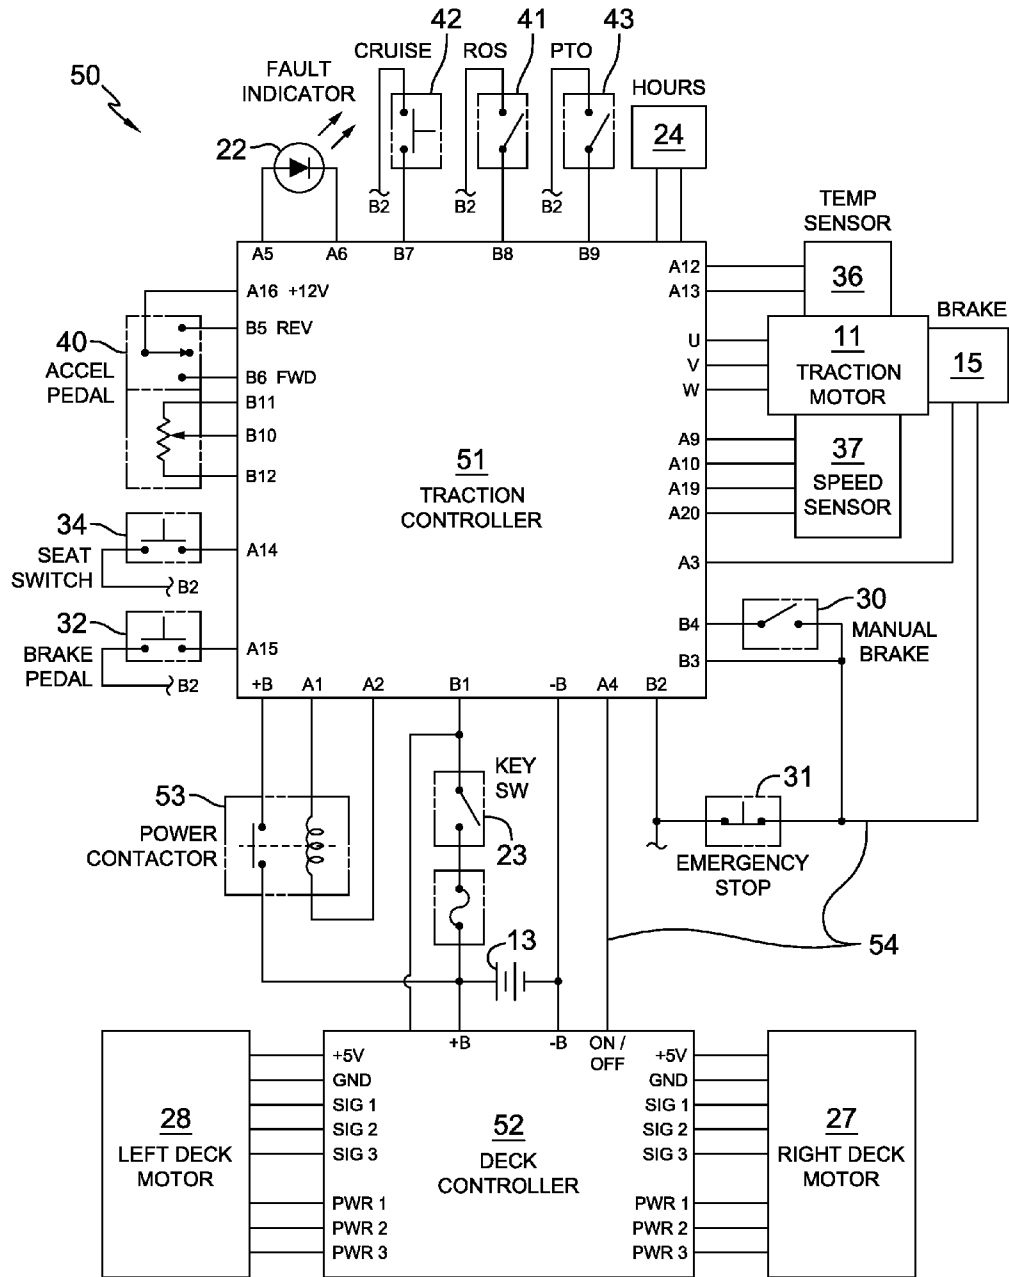 50
42
41
43
CRUISE
ROS
PTO
FAULT
INDICATOR
HOURS
22
24
B2
B2
B2
TEMP
SENSOR
A5
A6
B7
B8
B9
A12
A13
36
A16 +12V
B5 REV
B6 FWD
B11
B10
B12
40
ACCEL
PEDAL
U
V
W
11
TRACTION
MOTOR
BRAKE
15
51
TRACTION
CONTROLLER
A9
A10
A19
A20
37
SPEED
SENSOR
34
SEAT
SWITCH
A14
B2
A3
32
BRAKE
PEDAL
A15
B2
B4
B3
30
MANUAL
BRAKE
+B
A1
A2
B1
-B
A4
B2
53
POWER
CONTACTOR
KEY
SW
23
31
EMERGENCY
STOP
13
54
28
LEFT DECK
MOTOR
+B
-B
ON /
OFF
+5V
GND
SIG 1
SIG 2
SIG 3
PWR 1
PWR 2
PWR 3
52
DECK
CONTROLLER
+5V
GND
SIG 1
SIG 2
SIG 3
PWR 1
PWR 2
PWR 3
27
RIGHT DECK
MOTOR